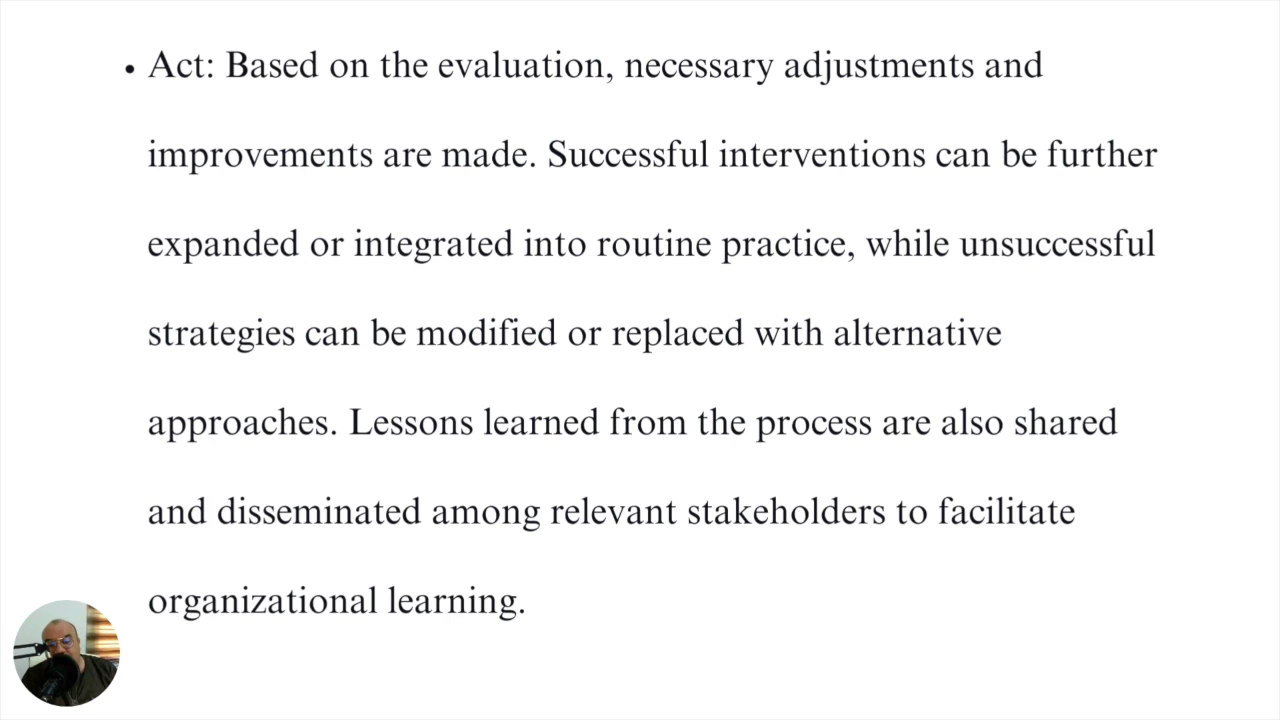 • Act: Based on the evaluation, necessary adjustments and
improvements are made. Successful interventions can be further
expanded or integrated into routine practice, while unsuccessful
strategies can be modified or replaced with alternative
approaches. Lessons learned from the process are also shared
and disseminated among relevant stakeholders to facilitate
organizational learning.